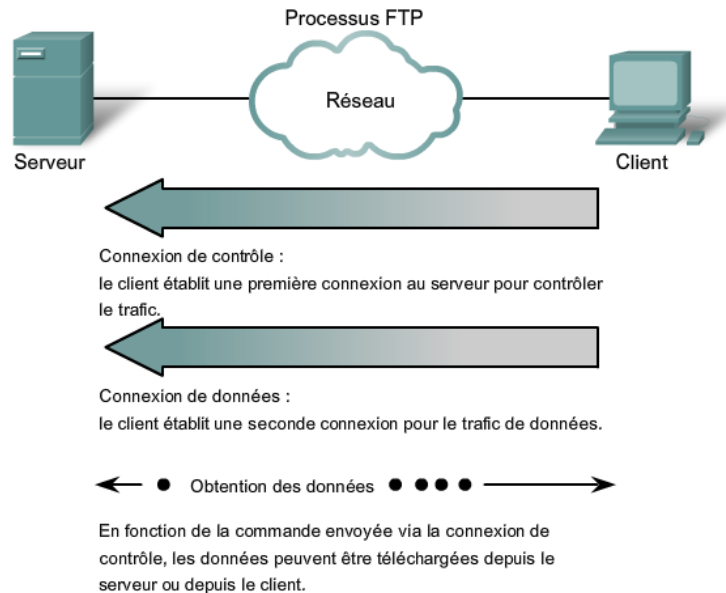 Processus FTP
Réseau
Serveur
Client
Connexion de contrôle :
le client établit une première connexion au serveur pour contrôler
le trafic.
Connexion de données :
le client établit une seconde connexion pour le trafic de données.
Obtention des données
En fonction de la commande envoyée via la connexion de
contrôle, les données peuvent être téléchargées depuis le
serveur ou depuis le client.